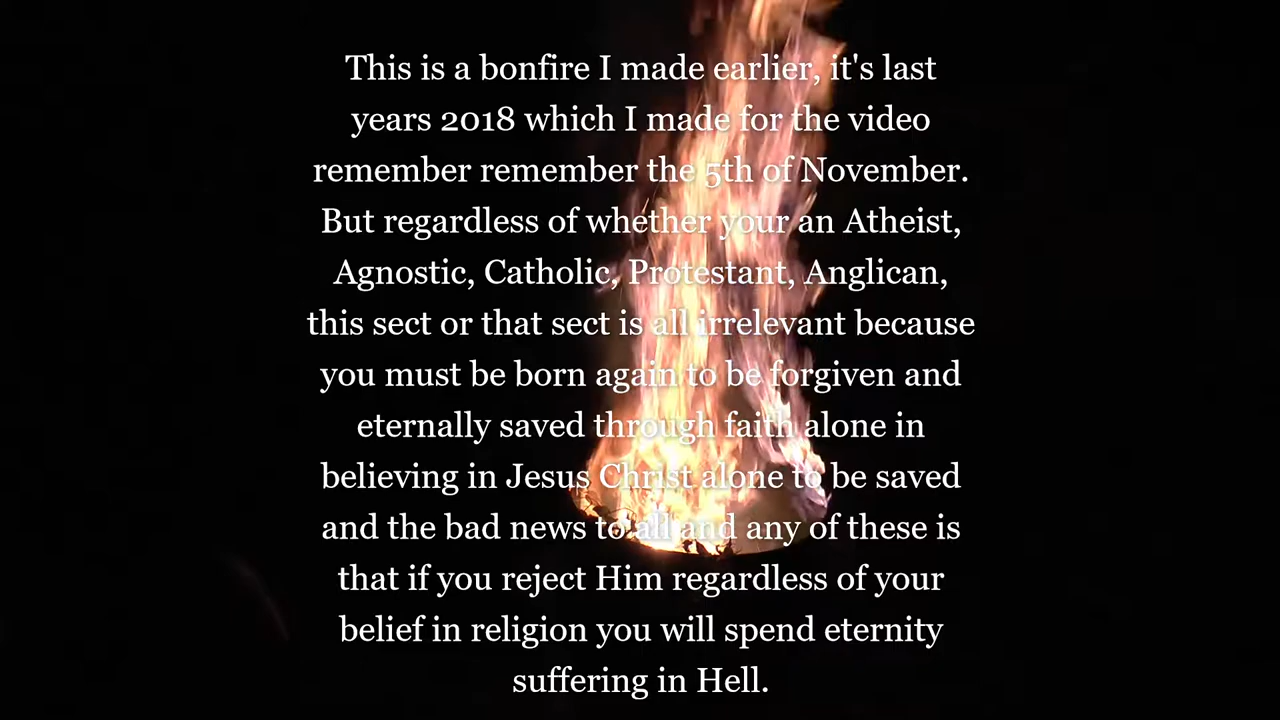 This is a bonfire I made earlier, it's last
years 2018 which I made for the video
remember remember the 5th of November.
But regardless of whether your an Atheist,
Agnostic, Catholic, Protestant, Anglican,
this sect or that sect is all irrelevant because
you must be born again to be forgiven and
eternally saved through faith alone in
believing in Jesus Christ alone to be saved
and the bad news to all and any of these is
that if you reject Him regardless of your
belief in religion you will spend eternity
suffering in Hell.